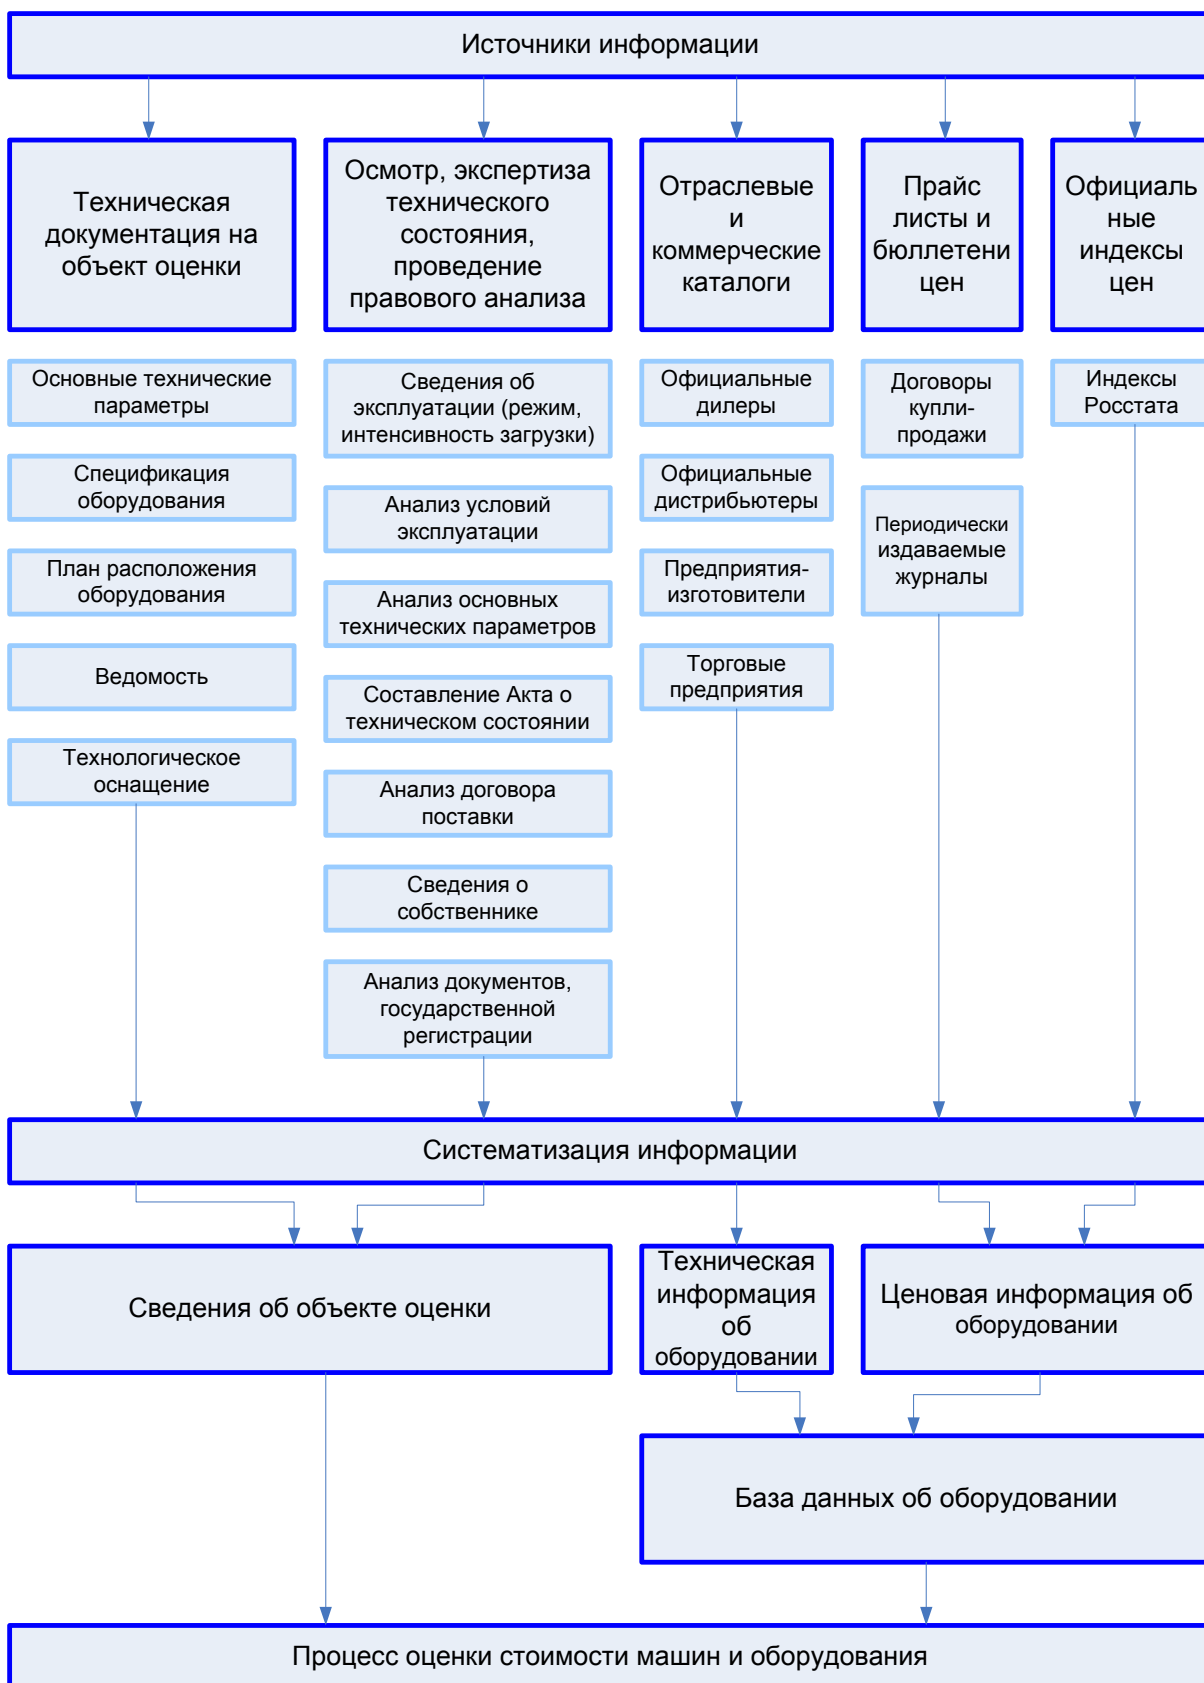 Источники информации
Техническая
документация на
объект оценки
Осмотр, экспертиза
технического
состояния,
проведение
правового анализа
Отраслевые
и
коммерческие
каталоги
Прайс
листы и
бюллетени
цен
Официаль
ные
индексы
цен
Основные технические
параметры
Спецификация
оборудования
План расположения
оборудования
Ведомость
Технологическое
оснащение
Сведения об
эксплуатации (режим,
интенсивность загрузки)
Анализ условий
эксплуатации
Анализ основных
технических параметров
Составление Акта о
техническом состоянии
Анализ договора
поставки
Сведения о
собственнике
Анализ документов,
государственной
регистрации
Официальные
дилеры
Официальные
дистрибьютеры
Предприятия-
изготовители
Торговые
предприятия
Договоры
купли-
продажи
Периодически
издаваемые
журналы
Индексы
Росстата
Систематизация информации
Сведения об объекте оценки
Техническая
информация
об
оборудовании
Ценовая информация об
оборудовании
База данных об оборудовании
Процесс оценки стоимости машин и оборудования